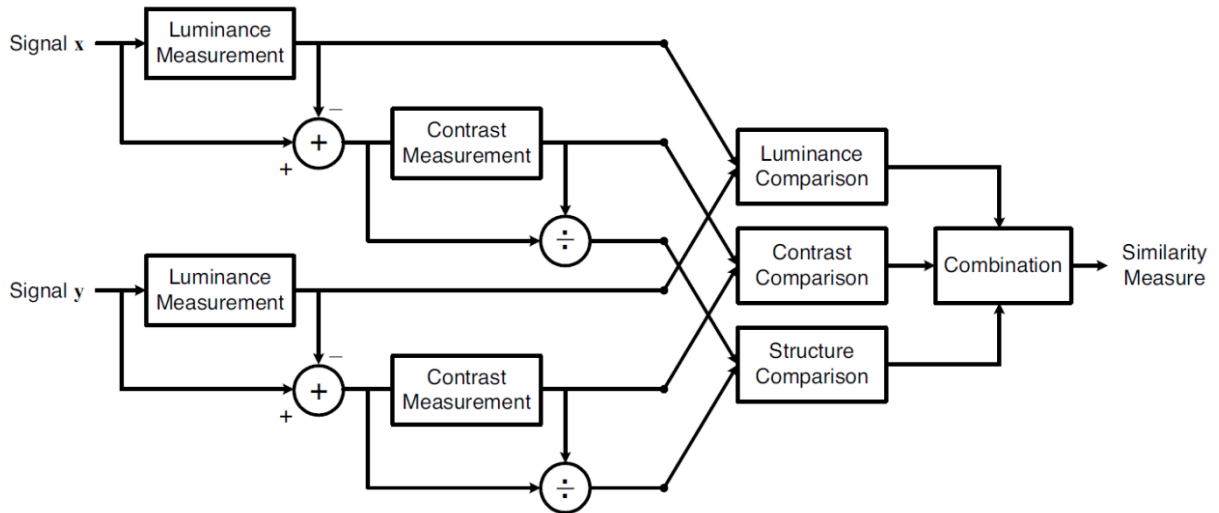 Signal x
Luminance
Measurement
−
+
+
Contrast
Measurement
÷
Signal y
Luminance
Measurement
−
+
+
Contrast
Measurement
÷
Luminance
Comparison
Contrast
Comparison
Structure
Comparison
Combination
Similarity
Measure